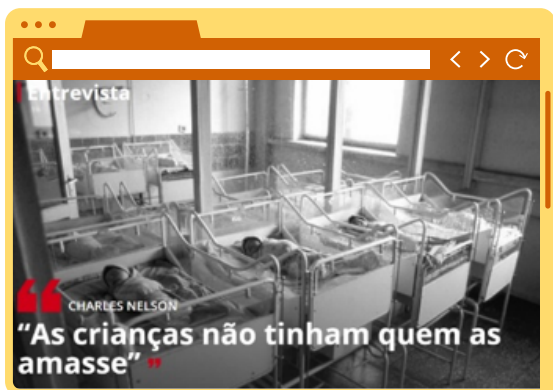 Entrevista
CHARLES NELSON
“As crianças não tinham quem as
amasse”